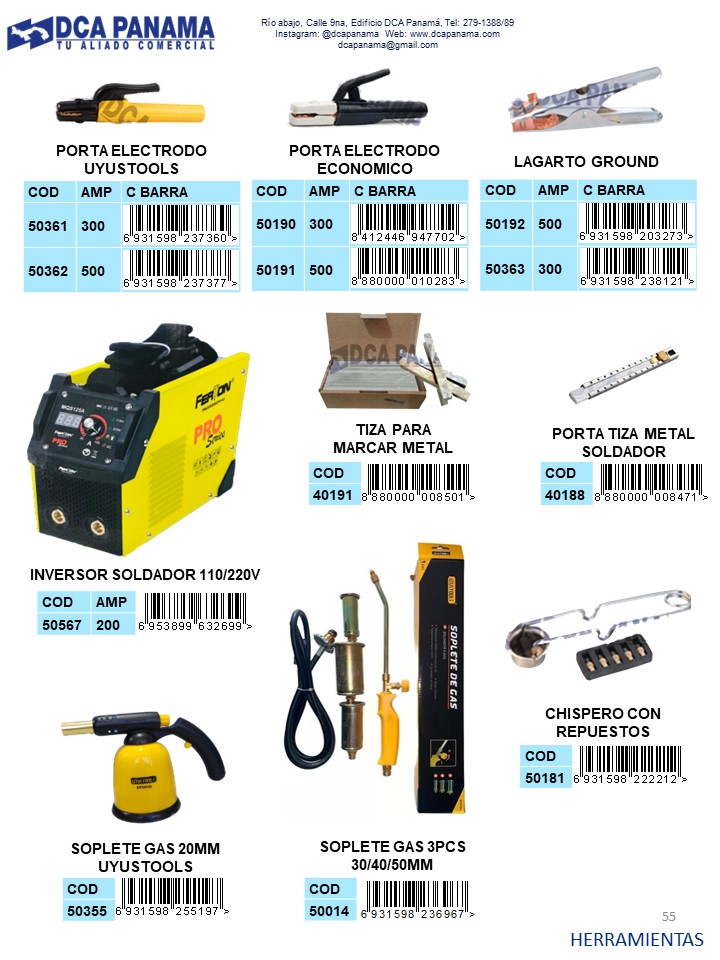 DCA PANAMA
TU ALIADO COMERCIAL
Río abajo, Calle 9na, Edificio DCA Panamá, Tel: 279-1388/89
Instagram: @dcapanama Web: www.dcapanama.com
dcapanama@gmail.com
PORTA ELECTRODO
UYUSTOOLS
COD AMP C BARRA
50361 300 6 931598 237360 >
50362 500 6 931598 237377 >
PORTA ELECTRODO
ECONOMICO
COD AMP C BARRA
50190 300 8 412446 947702 >
50191 500 8 880000 010283 >
DCA PANAMA
LAGARTO GROUND
COD AMP C BARRA
50192 500 6 931598 203273 >
50363 300 6 931598 238121 >
FERTON
PRO
Series
MQS125A
INVERSOR SOLDADOR 110/220V
COD AMP
50567 200 6 953899 632699 >
DCA PANAMA
TIZA PARA
MARCAR METAL
COD
40191 8 880000 008501 >
PORTA TIZA METAL
SOLDADOR
COD
40188 8 880000 008471 >
UYUSTOOLS
SOPLETE DE GAS
SOPLETE GAS 3PCS
30/40/50MM
COD
50014 6 931598 236967 >
CHISPERO CON
REPUESTOS
COD
50181 6 931598 222212 >
UYUSTOOLS
SOPLETE GAS 20MM
UYUSTOOLS
COD
50355 6 931598 255197 >
55
HERRAMIENTAS